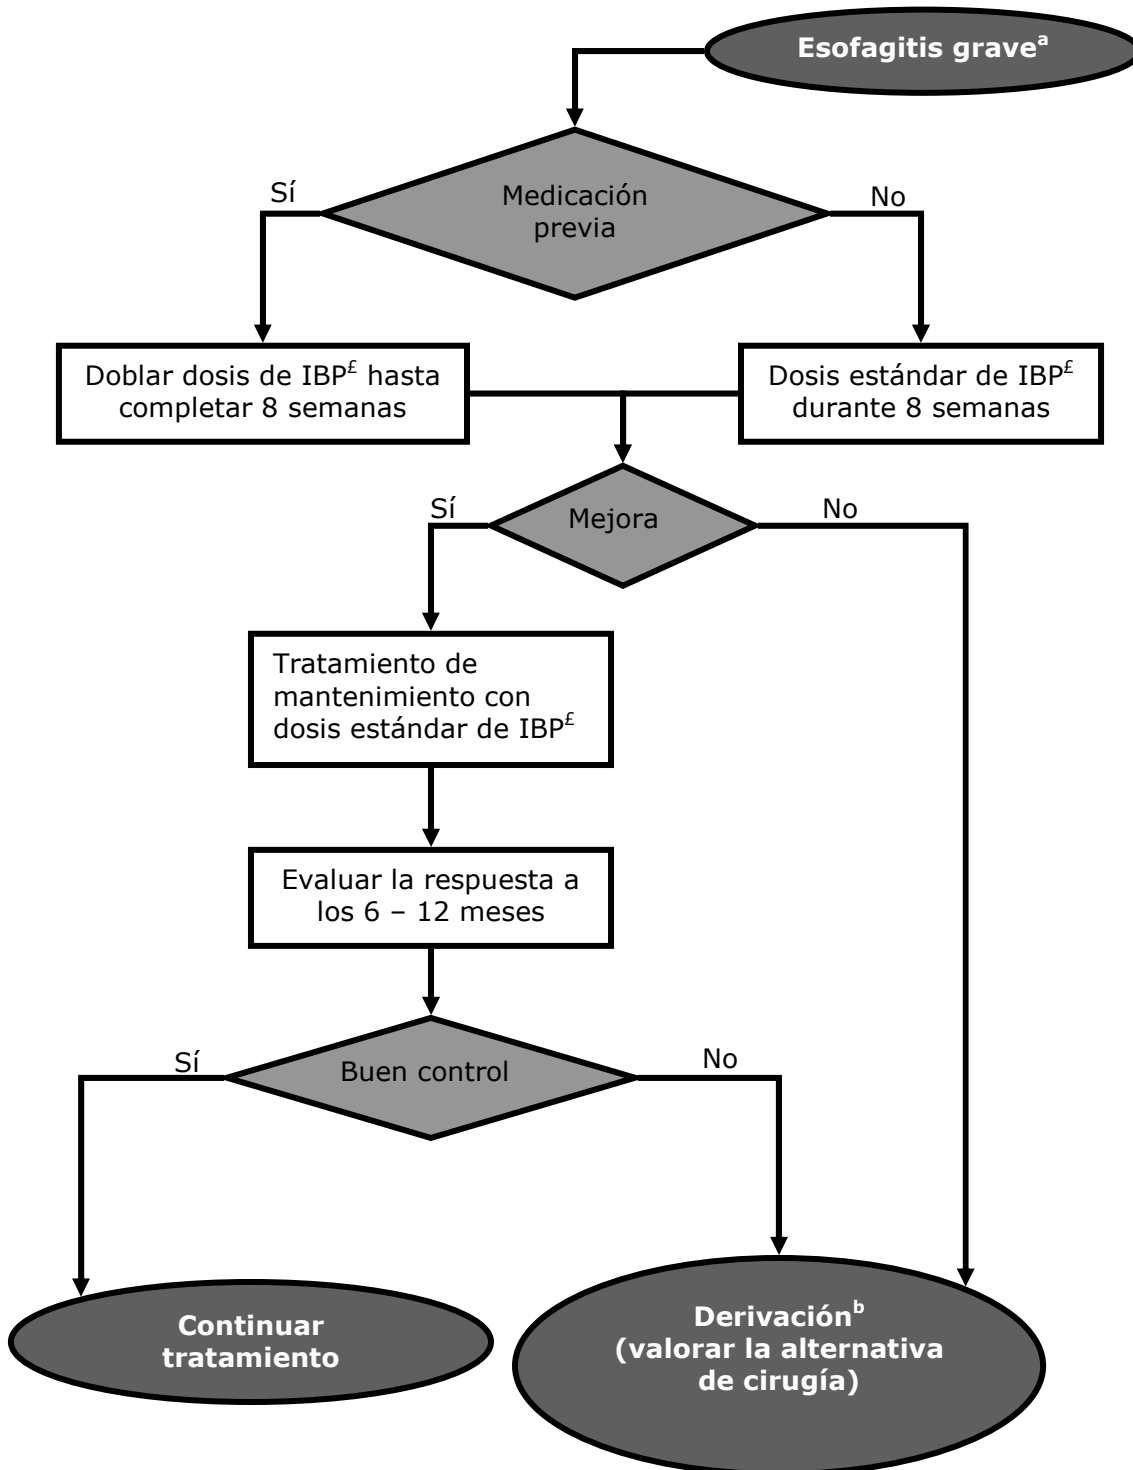 Esofagitis grave^a
Medicación
previa
Sí
No
Doblar dosis de IBP^£ hasta
completar 8 semanas
Dosis estándar de IBP^£
durante 8 semanas
Mejora
Sí
No
Tratamiento de
mantenimiento con
dosis estándar de IBP^£
Evaluar la respuesta a
los 6 – 12 meses
Buen control
Sí
No
Continuar
tratamiento
Derivación^b
(valorar la alternativa
de cirugía)